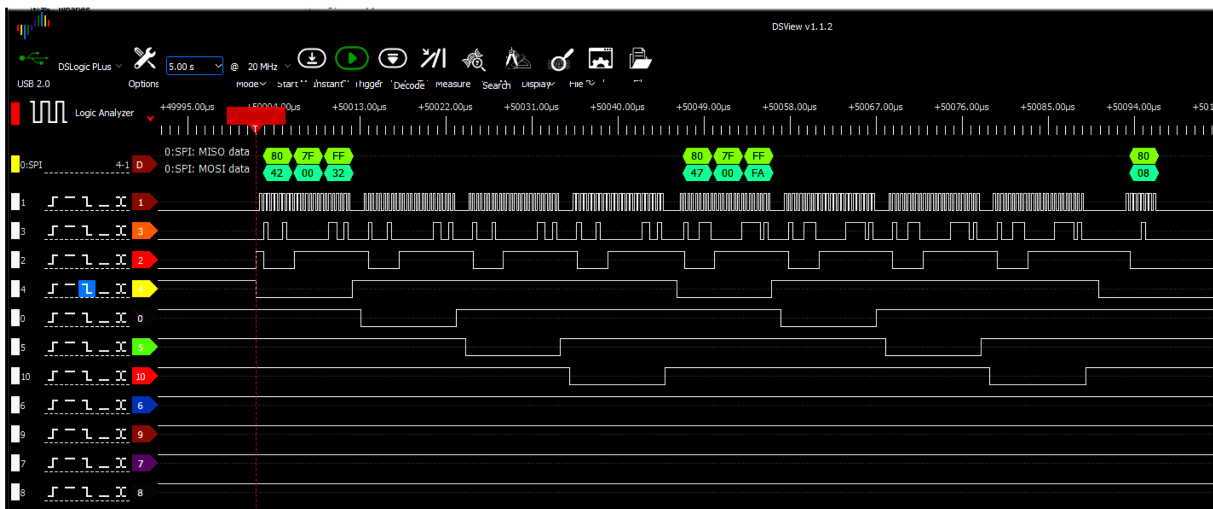 DSView v1.1.2
DSLogic PLus
5.00 s @ 20 MHz
USB 2.0 Options Mode Start Instant Trigger Decode Measure Search Display File
Logic Analyzer
+49995.00µs +50004.00µs +50013.00µs +50022.00µs +50031.00µs +50040.00µs +50049.00µs +50058.00µs +50067.00µs +50076.00µs +50085.00µs +50094.00µs +501
T
0:SPI: MISO data 80 7F FF 80 7F FF 80
0:SPI 4-1 D
0:SPI: MOSI data 42 00 32 47 00 FA 08
1 1
3 3
2 2
4
0 0
5 5
10 10
6 6
9 9
7 7
8 8